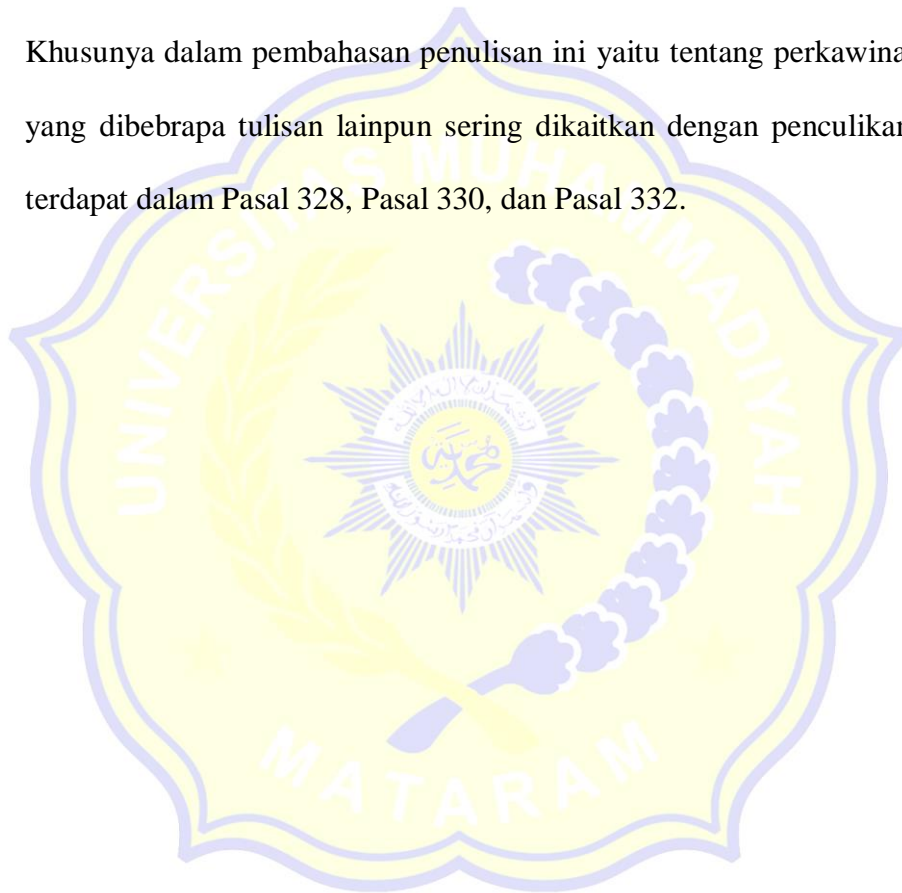 Khusunya dalam pembahasan penulisan ini yaitu tentang perkawina
yang dibebrapa tulisan lainpun sering dikaitkan dengan penculikan
terdapat dalam Pasal 328, Pasal 330, dan Pasal 332.
UNIVERSITAS MUHAMMADIYAH
MATARAM